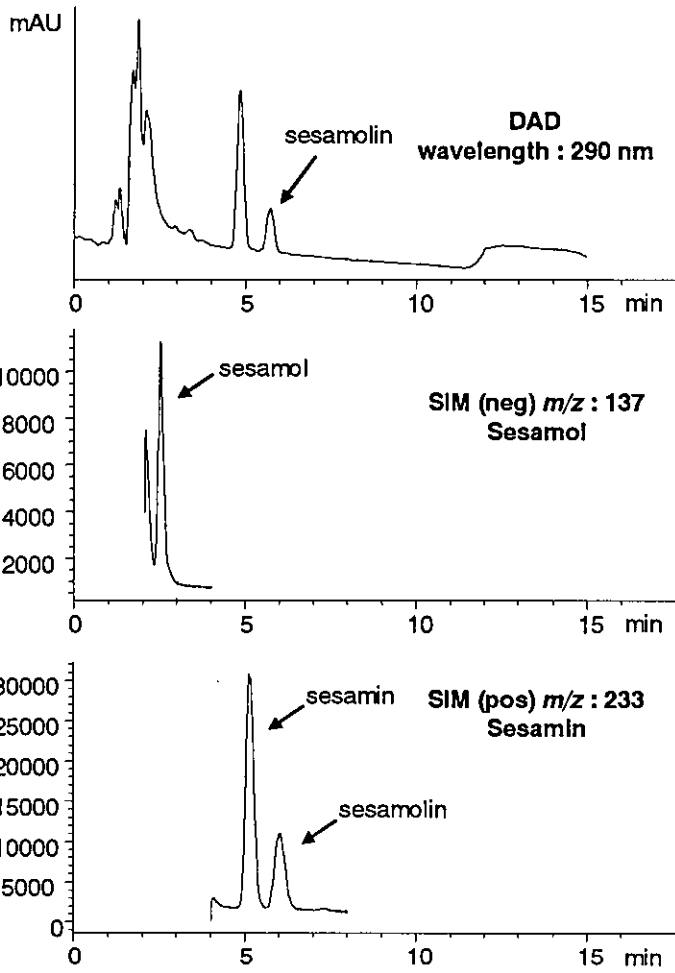 mAU
sesamolin
DAD
wavelength : 290 nm
0 5 10 15 min
10000
8000
6000
4000
2000
sesamol
SIM (neg) m/z : 137
Sesamol
0 5 10 15 min
30000
25000
20000
15000
10000
5000
0
sesamin
SIM (pos) m/z : 233
Sesamin
sesamolin
0 5 10 15 min